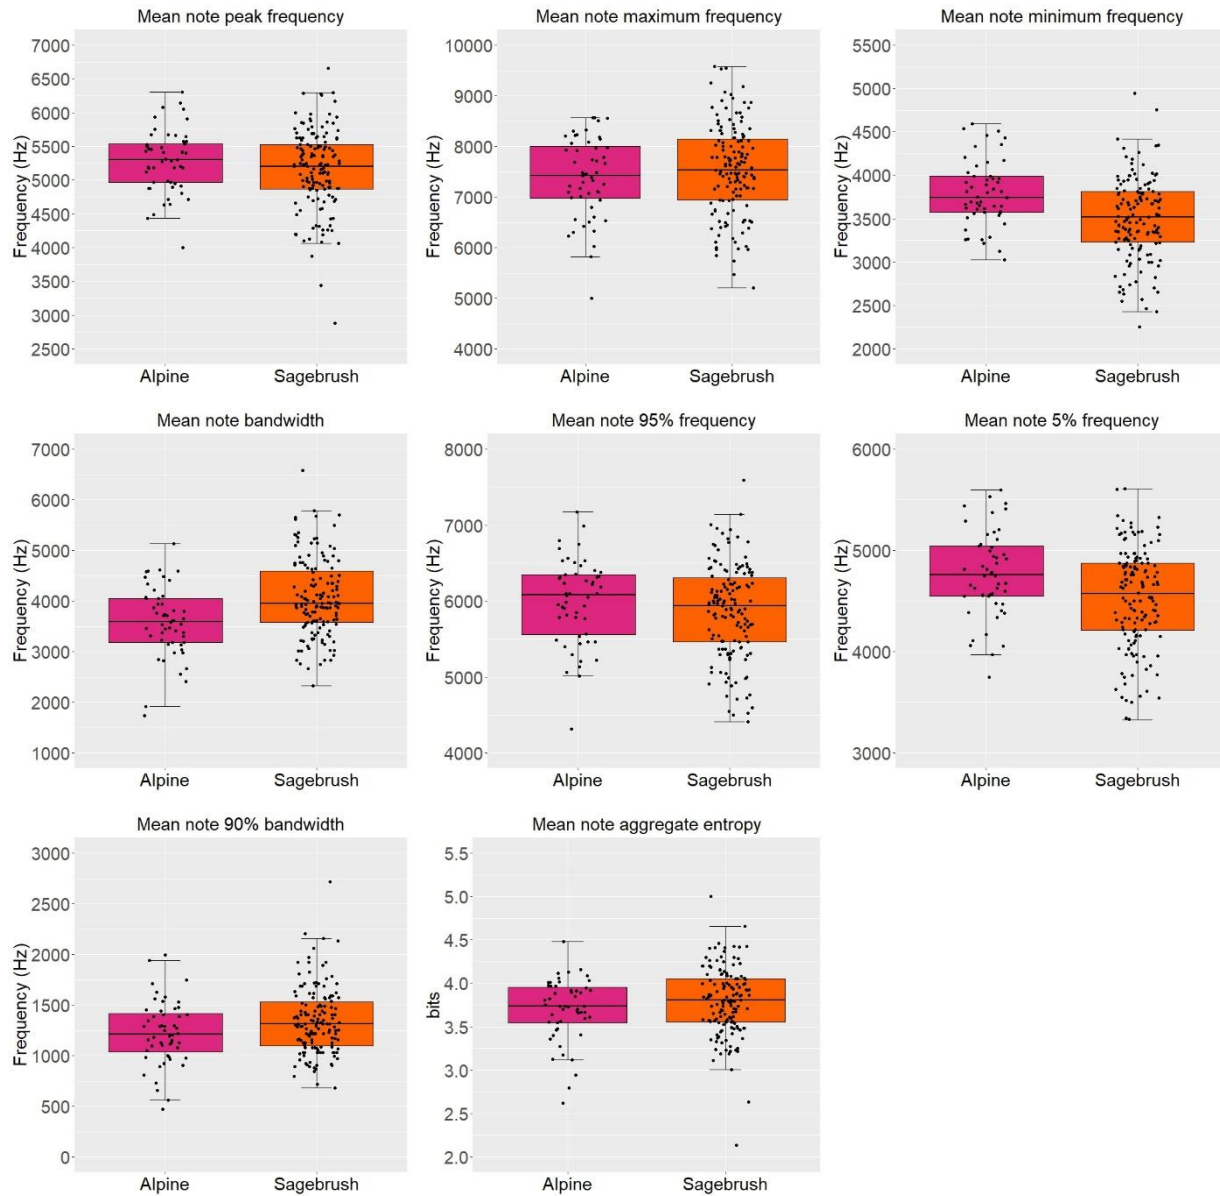 Mean note peak frequency
Frequency (Hz)
7000
6500
6000
5500
5000
4500
4000
3500
3000
2500
Alpine Sagebrush
Mean note maximum frequency
Frequency (Hz)
10000
9000
8000
7000
6000
5000
4000
Alpine Sagebrush
Mean note minimum frequency
Frequency (Hz)
5500
5000
4500
4000
3500
3000
2500
2000
Alpine Sagebrush
Mean note bandwidth
Frequency (Hz)
7000
6000
5000
4000
3000
2000
1000
Alpine Sagebrush
Mean note 95% frequency
Frequency (Hz)
8000
7000
6000
5000
4000
Alpine Sagebrush
Mean note 5% frequency
Frequency (Hz)
6000
5000
4000
3000
Alpine Sagebrush
Mean note 90% bandwidth
Frequency (Hz)
3000
2500
2000
1500
1000
500
0
Alpine Sagebrush
Mean note aggregate entropy
bits
5.5
5.0
4.5
4.0
3.5
3.0
2.5
2.0
Alpine Sagebrush